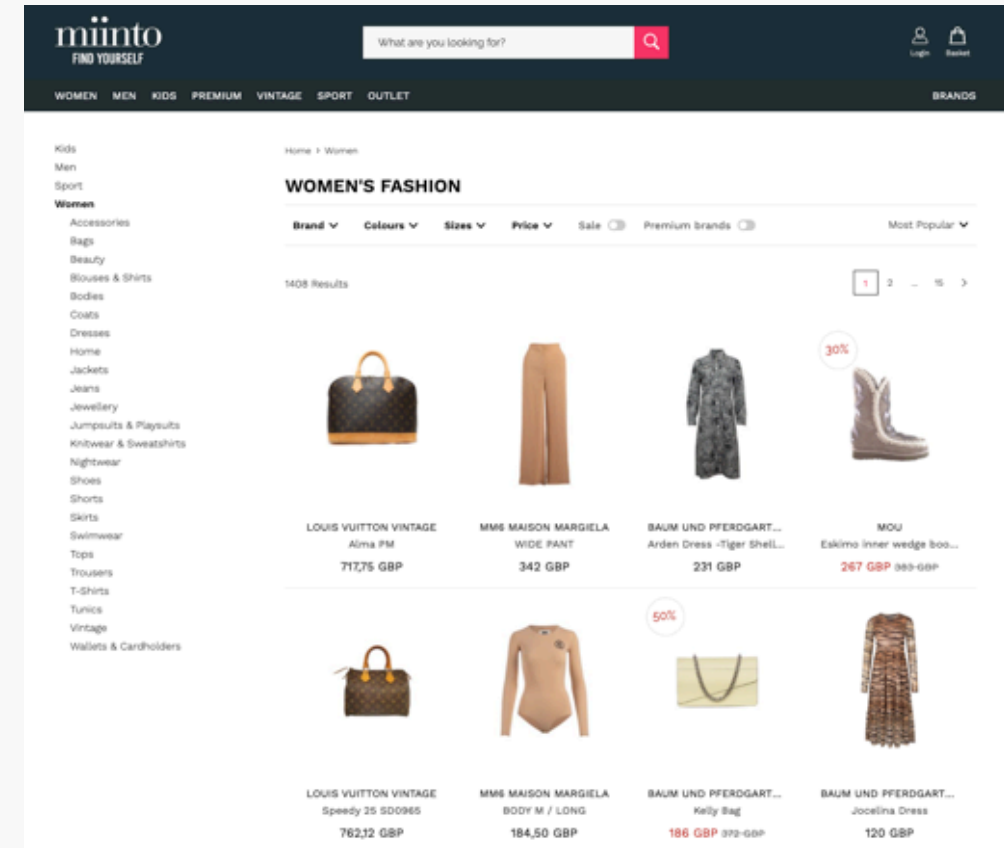 miinto
FIND YOURSELF
What are you looking for?
Login
Basket
WOMEN MEN KIDS PREMIUM VINTAGE SPORT OUTLET BRANDS
Kids
Men
Sport
Women
Accessories
Bags
Beauty
Blouses & Shirts
Bodies
Coats
Dresses
Home
Jackets
Jeans
Jewellery
Jumpsuits & Playsuits
Knitwear & Sweatshirts
Nightwear
Shoes
Shorts
Skirts
Swimwear
Tops
Trousers
T-Shirts
Tunics
Vintage
Wallets & Cardholders
Home > Women
WOMEN'S FASHION
Brand Colours Sizes Price Sale Premium brands Most Popular
1408 Results
1 2 ... 15 >
30%
LOUIS VUITTON VINTAGE
Alma PM
717,75 GBP
MM6 MAISON MARGIELA
WIDE PANT
342 GBP
BAUM UND PFERDGART...
Arden Dress -Tiger Shell...
231 GBP
MOU
Eskimo inner wedge boo...
267 GBP 383 GBP
50%
LOUIS VUITTON VINTAGE
Speedy 25 SD0965
762,12 GBP
MM6 MAISON MARGIELA
BODY M / LONG
184,50 GBP
BAUM UND PFERDGART...
Kelly Bag
186 GBP 372 GBP
BAUM UND PFERDGART...
Jocelina Dress
120 GBP